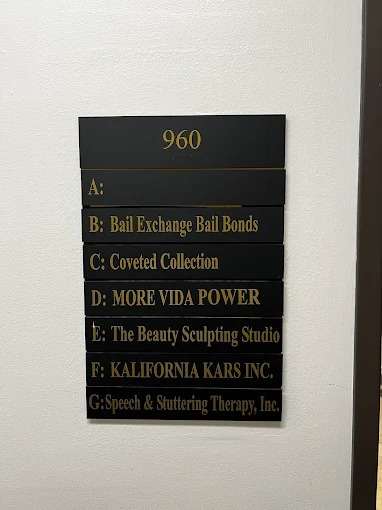 960
A:
B: Bail Exchange Bail Bonds
C: Coveted Collection
D: MORE VIDA POWER
E: The Beauty Sculpting Studio
F: KALIFORNIA KARS INC.
G:Speech & Stuttering Therapy, Inc.